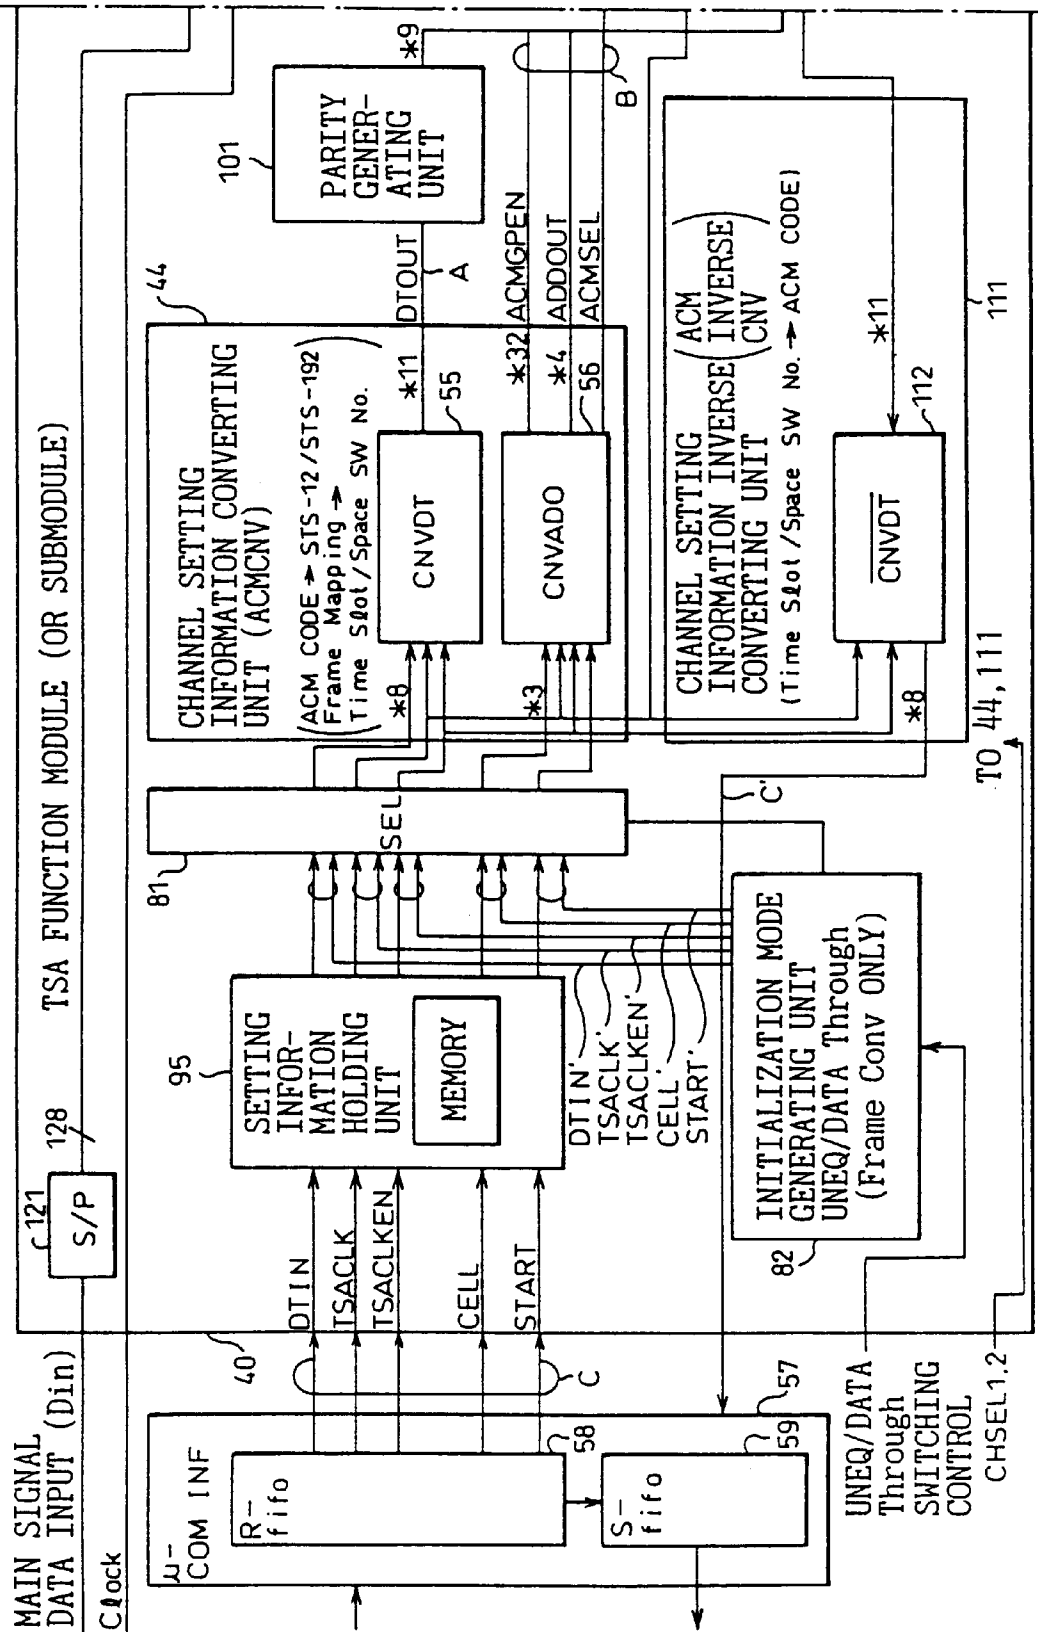 MAIN SIGNAL
DATA INPUT (Din)
Clock
121
S/P
128
TSA FUNCTION MODULE (OR SUBMODULE)
40
μ-
COM INF
R-
fifo
58
S-
fifo
59
57
C
DTIN
TSACLK
TSACLKEN
CELL
START
95
SETTING
INFOR-
MATION
HOLDING
UNIT
MEMORY
DTIN'
TSACLK'
TSACLKEN'
CELL'
START'
81
SEL
82
INITIALIZATION MODE
GENERATING UNIT
UNEQ/DATA Through
(Frame Conv ONLY)
UNEQ/DATA
Through
SWITCHING
CONTROL
CHSEL1,2
TO 44,111
C'
44
CHANNEL SETTING
INFORMATION CONVERTING
UNIT (ACMCNV)
(ACM CODE→STS-12/STS-192
Frame Mapping→
Time Slot/Space SW No.)
*8
CNVDT
55
*11
DTOUT
A
*3
CNVADO
56
*32
ACMGPEN
*4
ADDOUT
ACMSEL
101
PARITY
GENER-
ATING
UNIT
*9
B
CHANNEL SETTING
INFORMATION INVERSE
CONVERTING UNIT
(ACM
INVERSE
CNV)
(Time Slot/Space SW No.→ACM CODE)
*8
CNVDT
112
*11
111